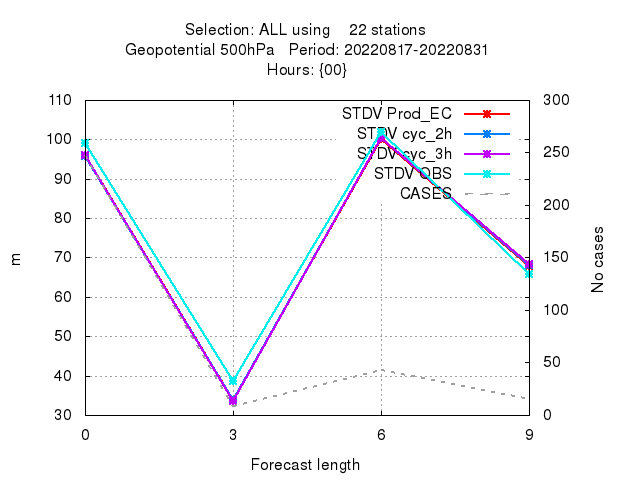 Selection: ALL using 22 stations
Geopotential 500hPa Period: 20220817-20220831
Hours: {00}
110
100
90
80
70
60
50
40
30
300
250
200
150
100
50
0
STDV Prod_EC
STDV cyc_2h
STDV cyc_3h
STDV OBS
CASES
m
No cases
0 3 6 9
Forecast length